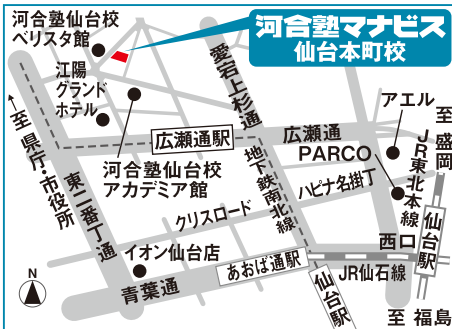 河合塾仙台校
ベリスタ館
河合塾マナビス
仙台本町校
江陽
グランド
ホテル
愛宕上杉通
アエル
至盛岡
←至県庁・市役所
広瀬通駅
広瀬通
PARCO
JR東北本線
河合塾仙台校
アカデミア館
地下鉄南北線
ハピナ名掛丁
東二番丁通
クリスロード
西口
仙台駅
イオン仙台店
あおば通駅
JR仙石線
青葉通
仙台駅
至福島
N